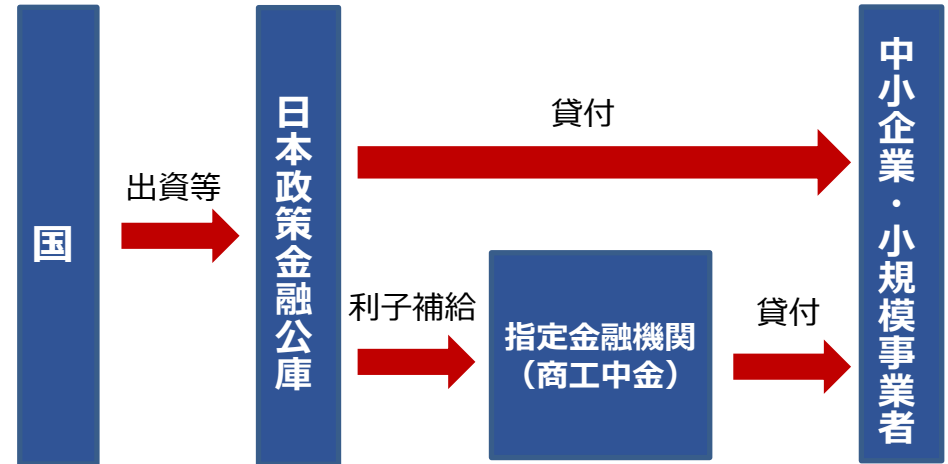 国
出資等
日本政策金融公庫
貸付
利子補給
指定金融機関
（商工中金）
貸付
中小企業・小規模事業者